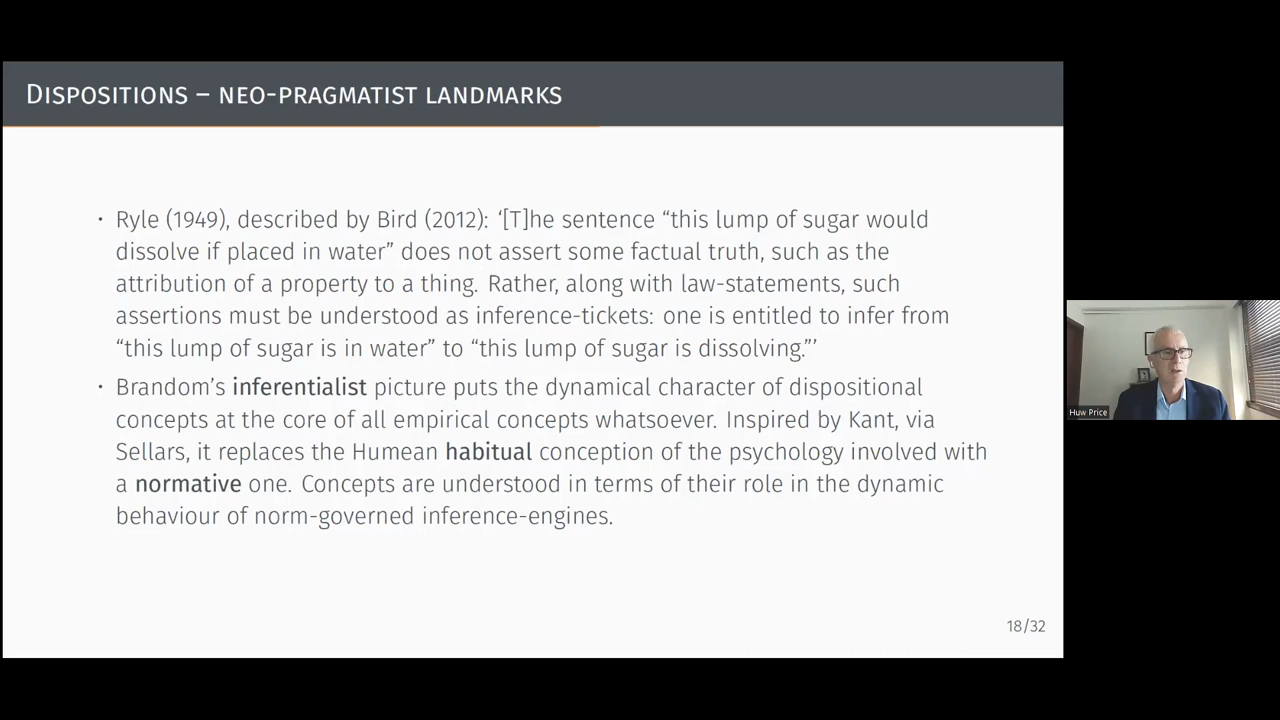 Dispositions – neo-pragmatist landmarks
• Ryle (1949), described by Bird (2012): ‘[T]he sentence “this lump of sugar would
dissolve if placed in water” does not assert some factual truth, such as the
attribution of a property to a thing. Rather, along with law-statements, such
assertions must be understood as inference-tickets: one is entitled to infer from
“this lump of sugar is in water” to “this lump of sugar is dissolving.”’
• Brandom’s inferentialist picture puts the dynamical character of dispositional
concepts at the core of all empirical concepts whatsoever. Inspired by Kant, via
Sellars, it replaces the Humean habitual conception of the psychology involved with
a normative one. Concepts are understood in terms of their role in the dynamic
behaviour of norm-governed inference-engines.
18/32
Huw Price